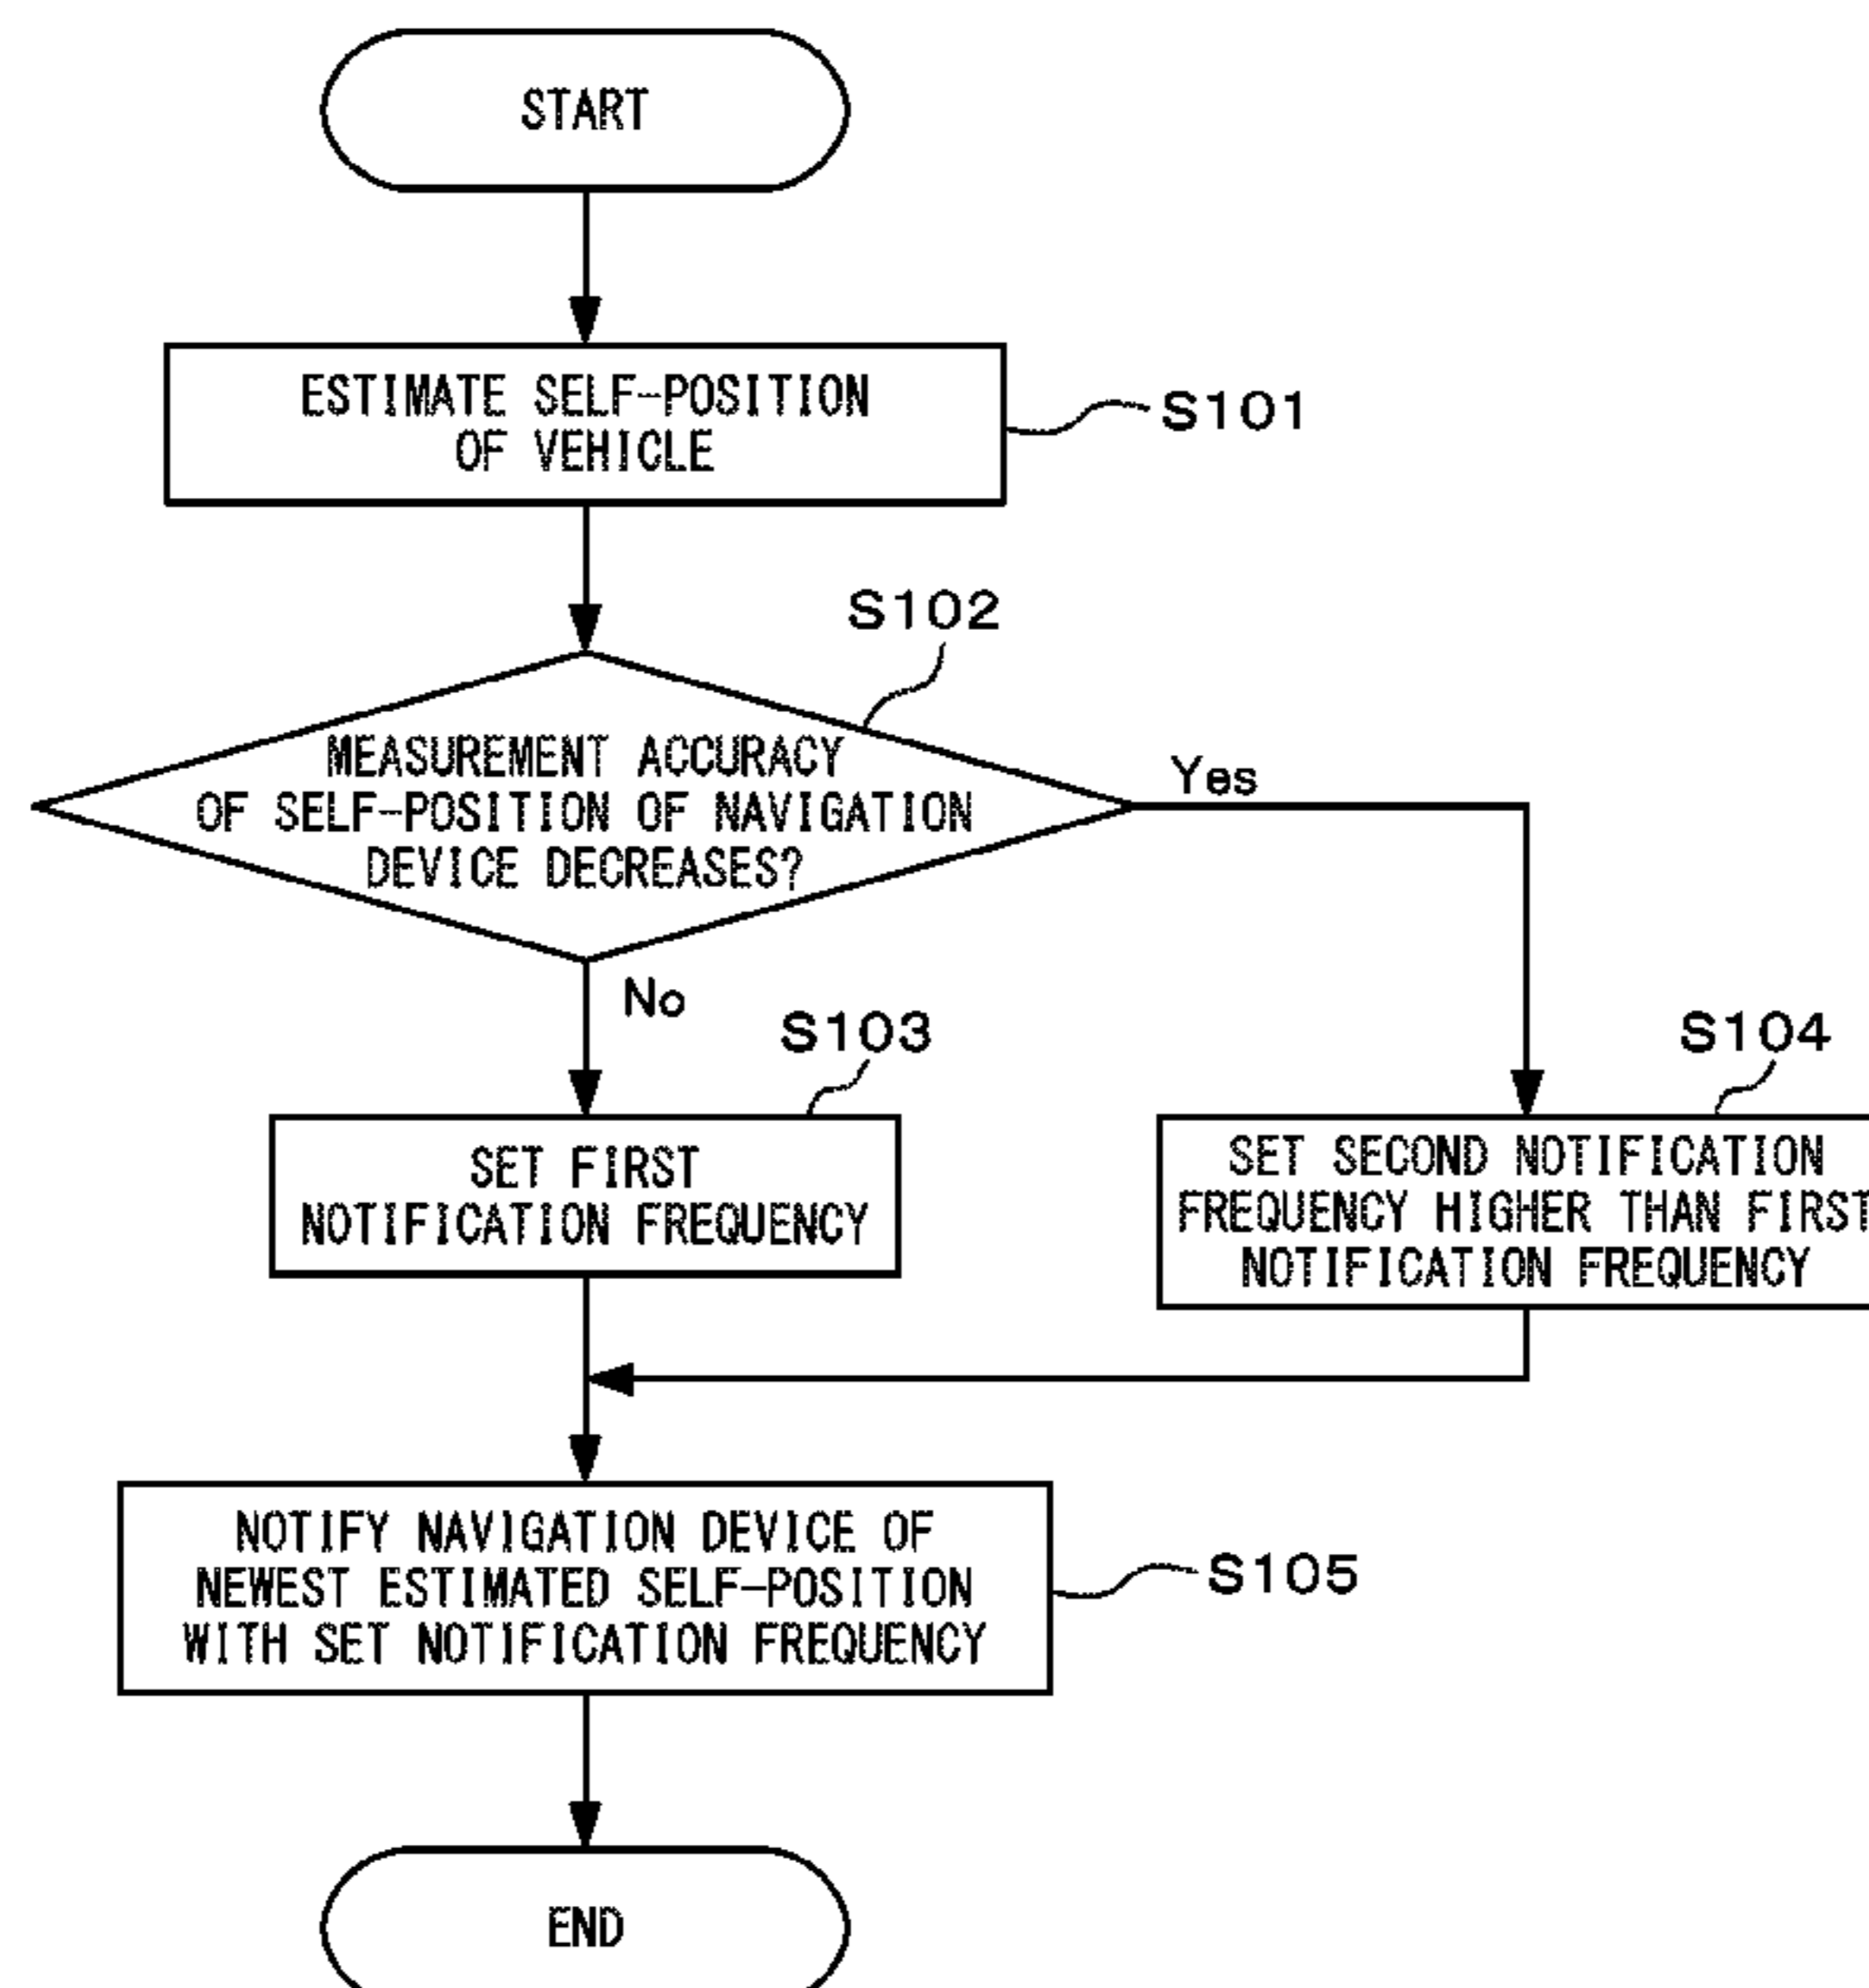 START
ESTIMATE SELF-POSITION
OF VEHICLE
S101
S102
MEASUREMENT ACCURACY
OF SELF-POSITION OF NAVIGATION
DEVICE DECREASES?
Yes
No
S103
SET FIRST
NOTIFICATION FREQUENCY
S104
SET SECOND NOTIFICATION
FREQUENCY HIGHER THAN FIRST
NOTIFICATION FREQUENCY
NOTIFY NAVIGATION DEVICE OF
NEWEST ESTIMATED SELF-POSITION
WITH SET NOTIFICATION FREQUENCY
S105
END